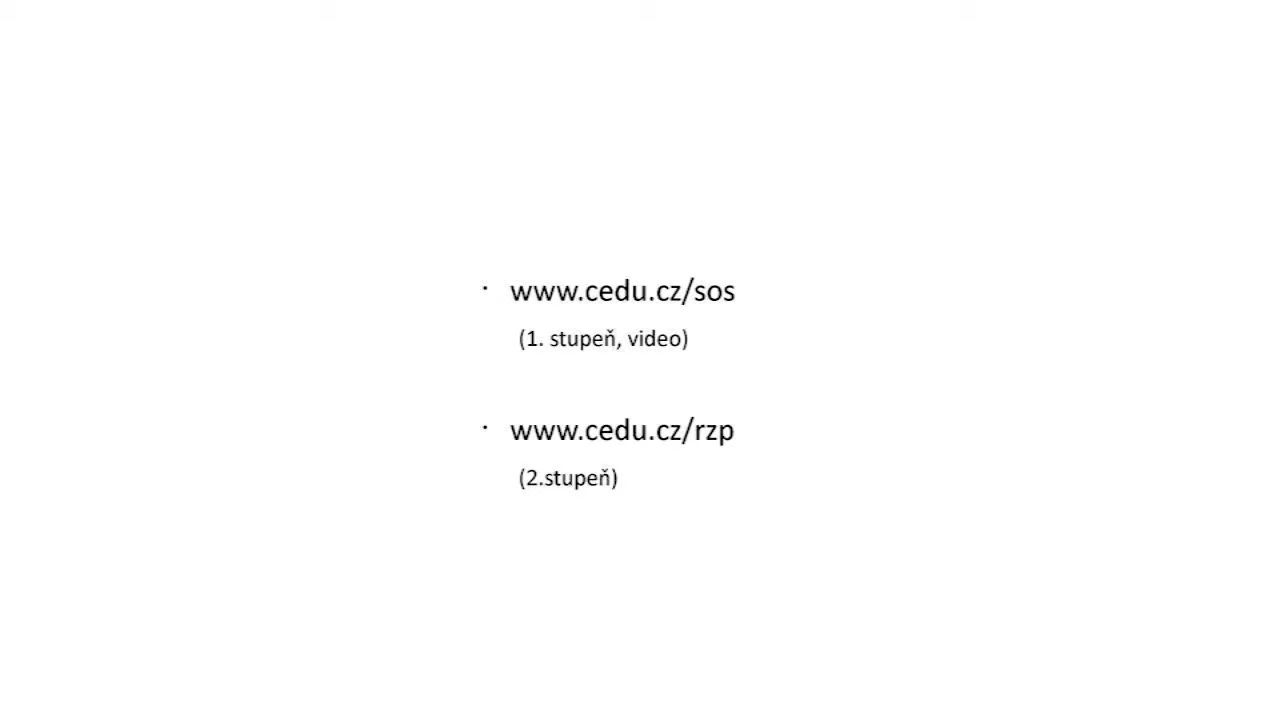 · www.cedu.cz/sos
(1. stupeň, video)
· www.cedu.cz/rzp
(2.stupeň)